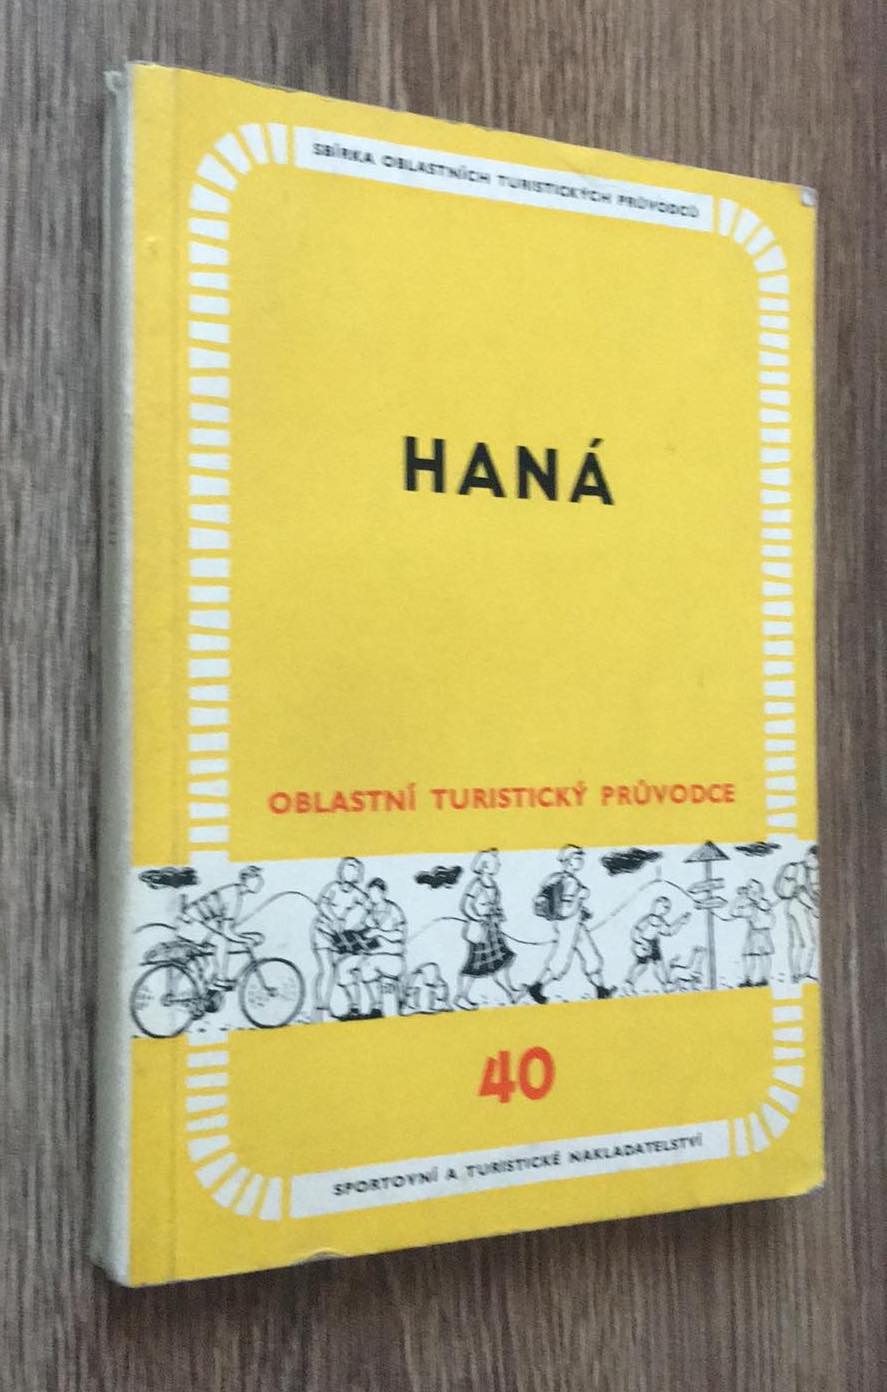 SBÍRKA OBLASTNÍCH TURISTICKÝCH PRŮVODCŮ
HANÁ
OBLASTNÍ TURISTICKÝ PRŮVODCE
40
SPORTOVNÍ A TURISTICKÉ NAKLADATELSTVÍ